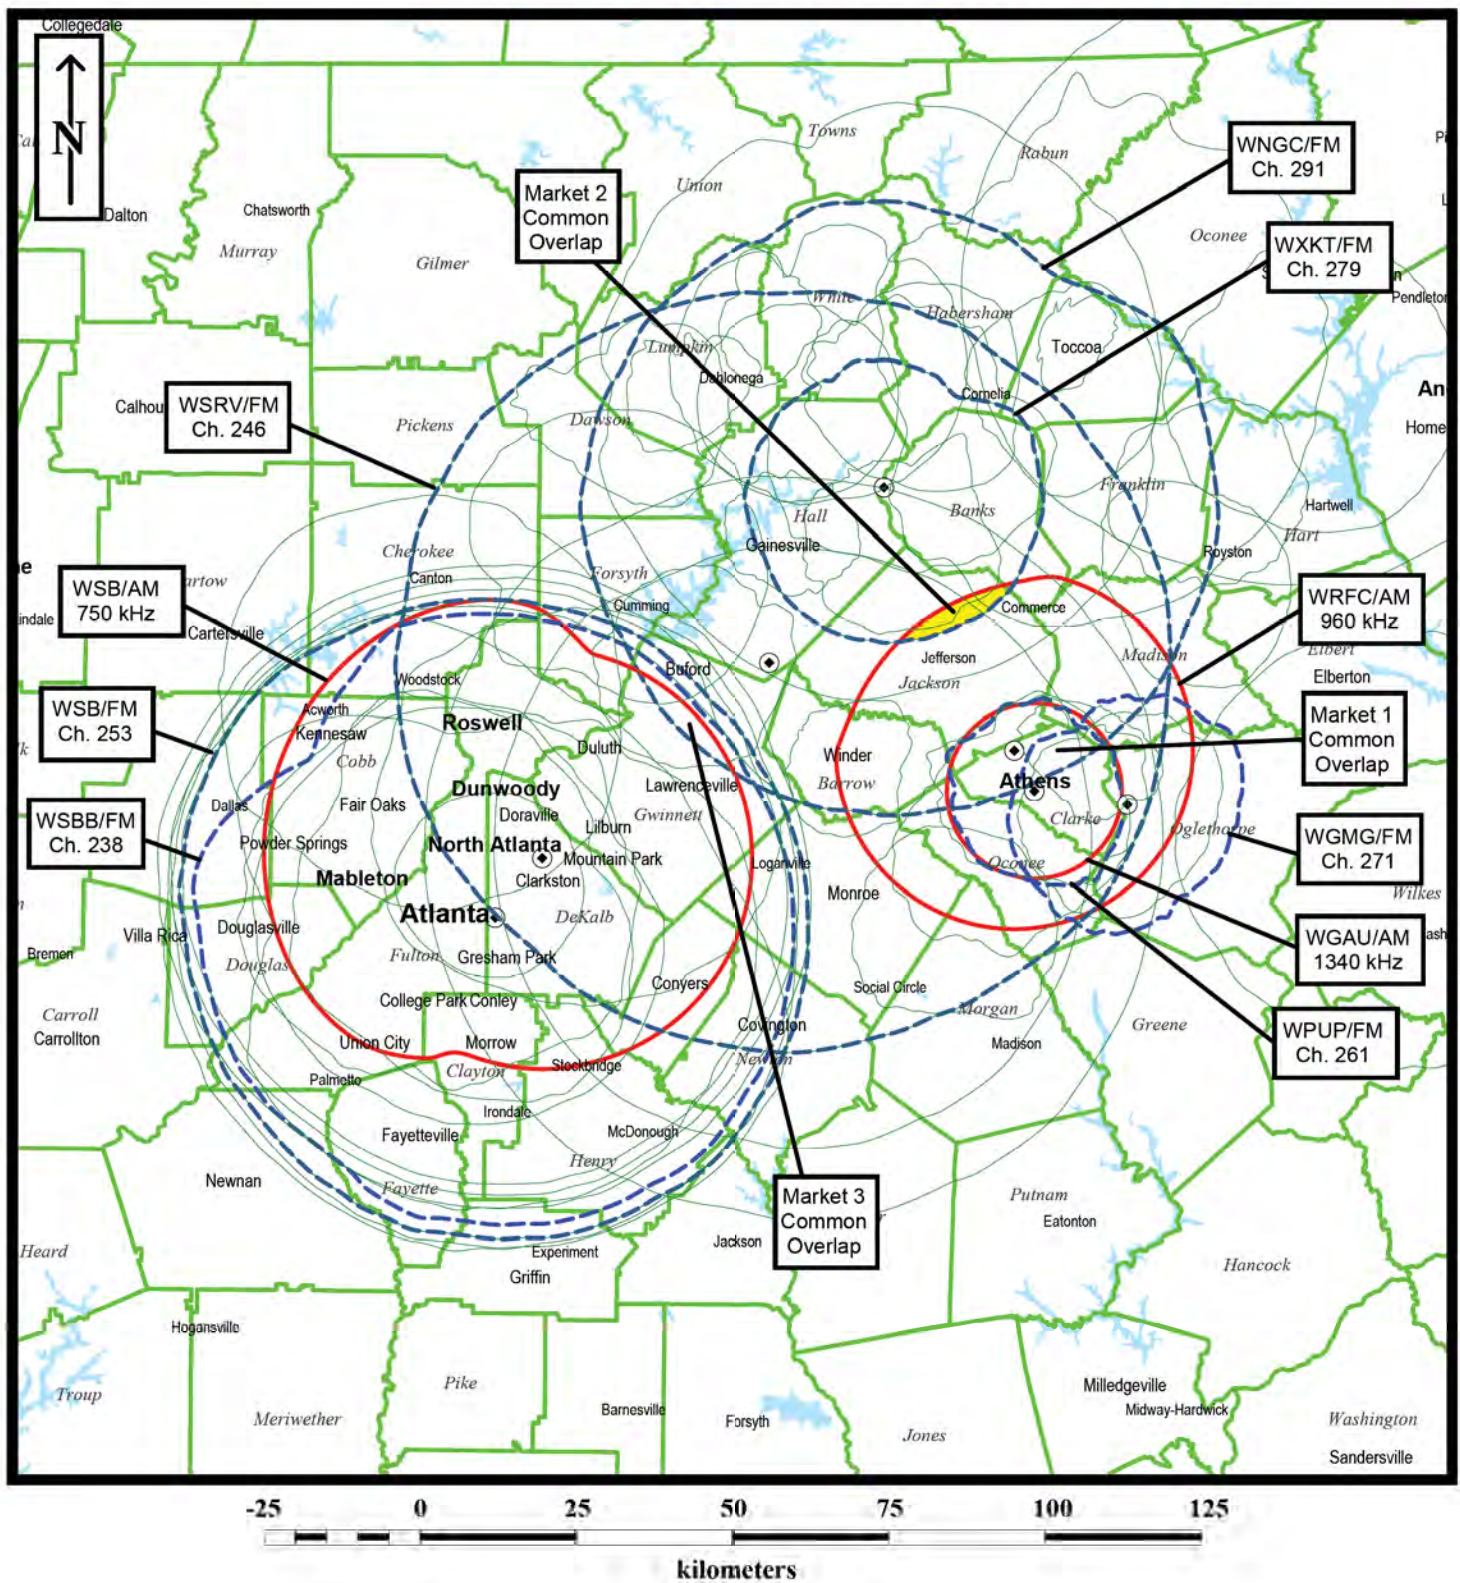 Collegedale
N
Towns
WNGC/FM
Ch. 291
Rabun
Union
Market 2
Common
Overlap
Dalton
Chatsworth
Murray
Gilmer
Oconee
WXKT/FM
Ch. 279
Pendleton
White
Habersham
Lumpkin
Toccoa
Dahlonega
Cornelia
An
Home
Calhou
WSRV/FM
Ch. 246
Pickens
Dawson
Franklin
Hall
Banks
Hartwell
Hart
Gainesville
Cherokee
Royston
Canton
Forsyth
WSB/AM
750 kHz
artow
Cumming
Commerce
WRFC/AM
960 kHz
indale
Cartersville
Jefferson
Madison
Elbert
Elberton
Buford
Woodstock
Jackson
WSB/FM
Ch. 253
Acworth
Kennesaw
Roswell
Market 1
Common
Overlap
Cobb
Duluth
Winder
Barrow
Athens
Dunwoody
Lawrenceville
Dallas
Fair Oaks
Doraville
Gwinnett
Clarke
Oglethorpe
WSBB/FM
Ch. 238
Lilburn
WGMG/FM
Ch. 271
Powder Springs
North Atlanta
Mountain Park
Loganville
Oconee
Mableton
Clarkston
Monroe
Wilkes
Atlanta
DeKalb
Douglasville
Villa Rica
Bremen
WGAU/AM
1340 kHz
ash
Douglas
Fulton
Gresham Park
Conyers
Social Circle
College Park
Conley
Morgan
Carroll
Carrollton
Covington
Greene
WPUP/FM
Ch. 261
Union City
Morrow
Madison
Stockbridge
Newton
Clayton
Palmetto
Irondale
Fayetteville
McDonough
Henry
Newnan
Fayette
Market 3
Common
Overlap
Putnam
Eatonton
Jackson
Heard
Experiment
Griffin
Hancock
Hogansville
Pike
Milledgeville
Troup
Meriwether
Barnesville
Forsyth
Midway-Hardwick
Washington
Jones
Sandersville
-25 0 25 50 75 100 125
kilometers